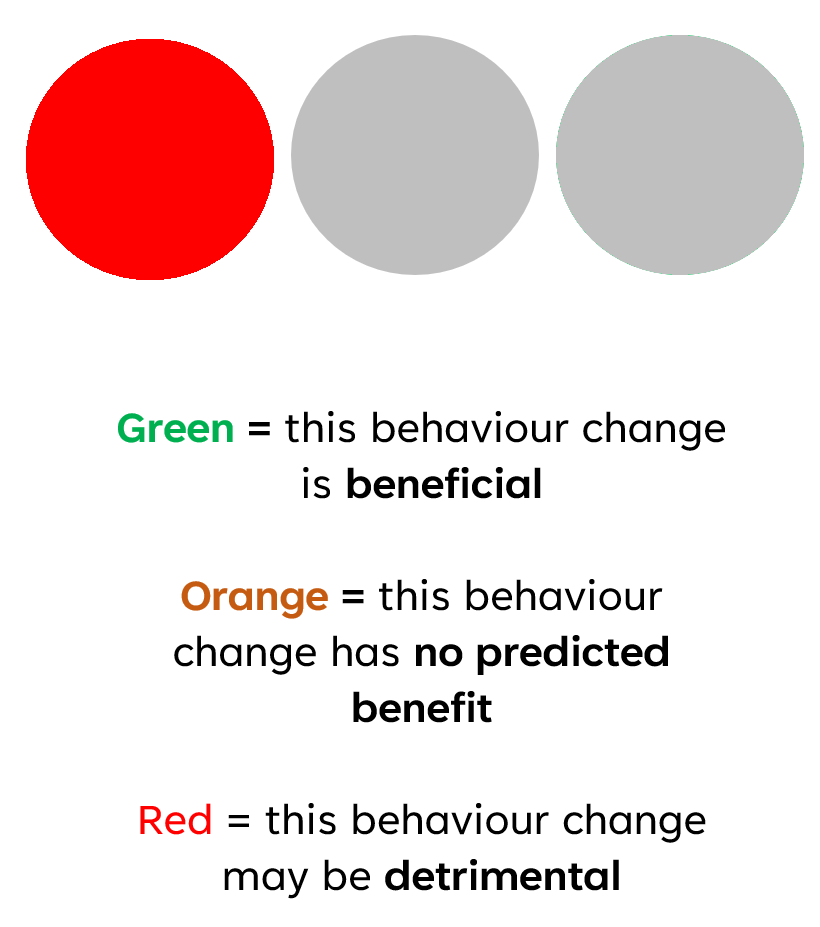 Green = this behaviour change
is beneficial
Orange = this behaviour
change has no predicted
benefit
Red = this behaviour change
may be detrimental